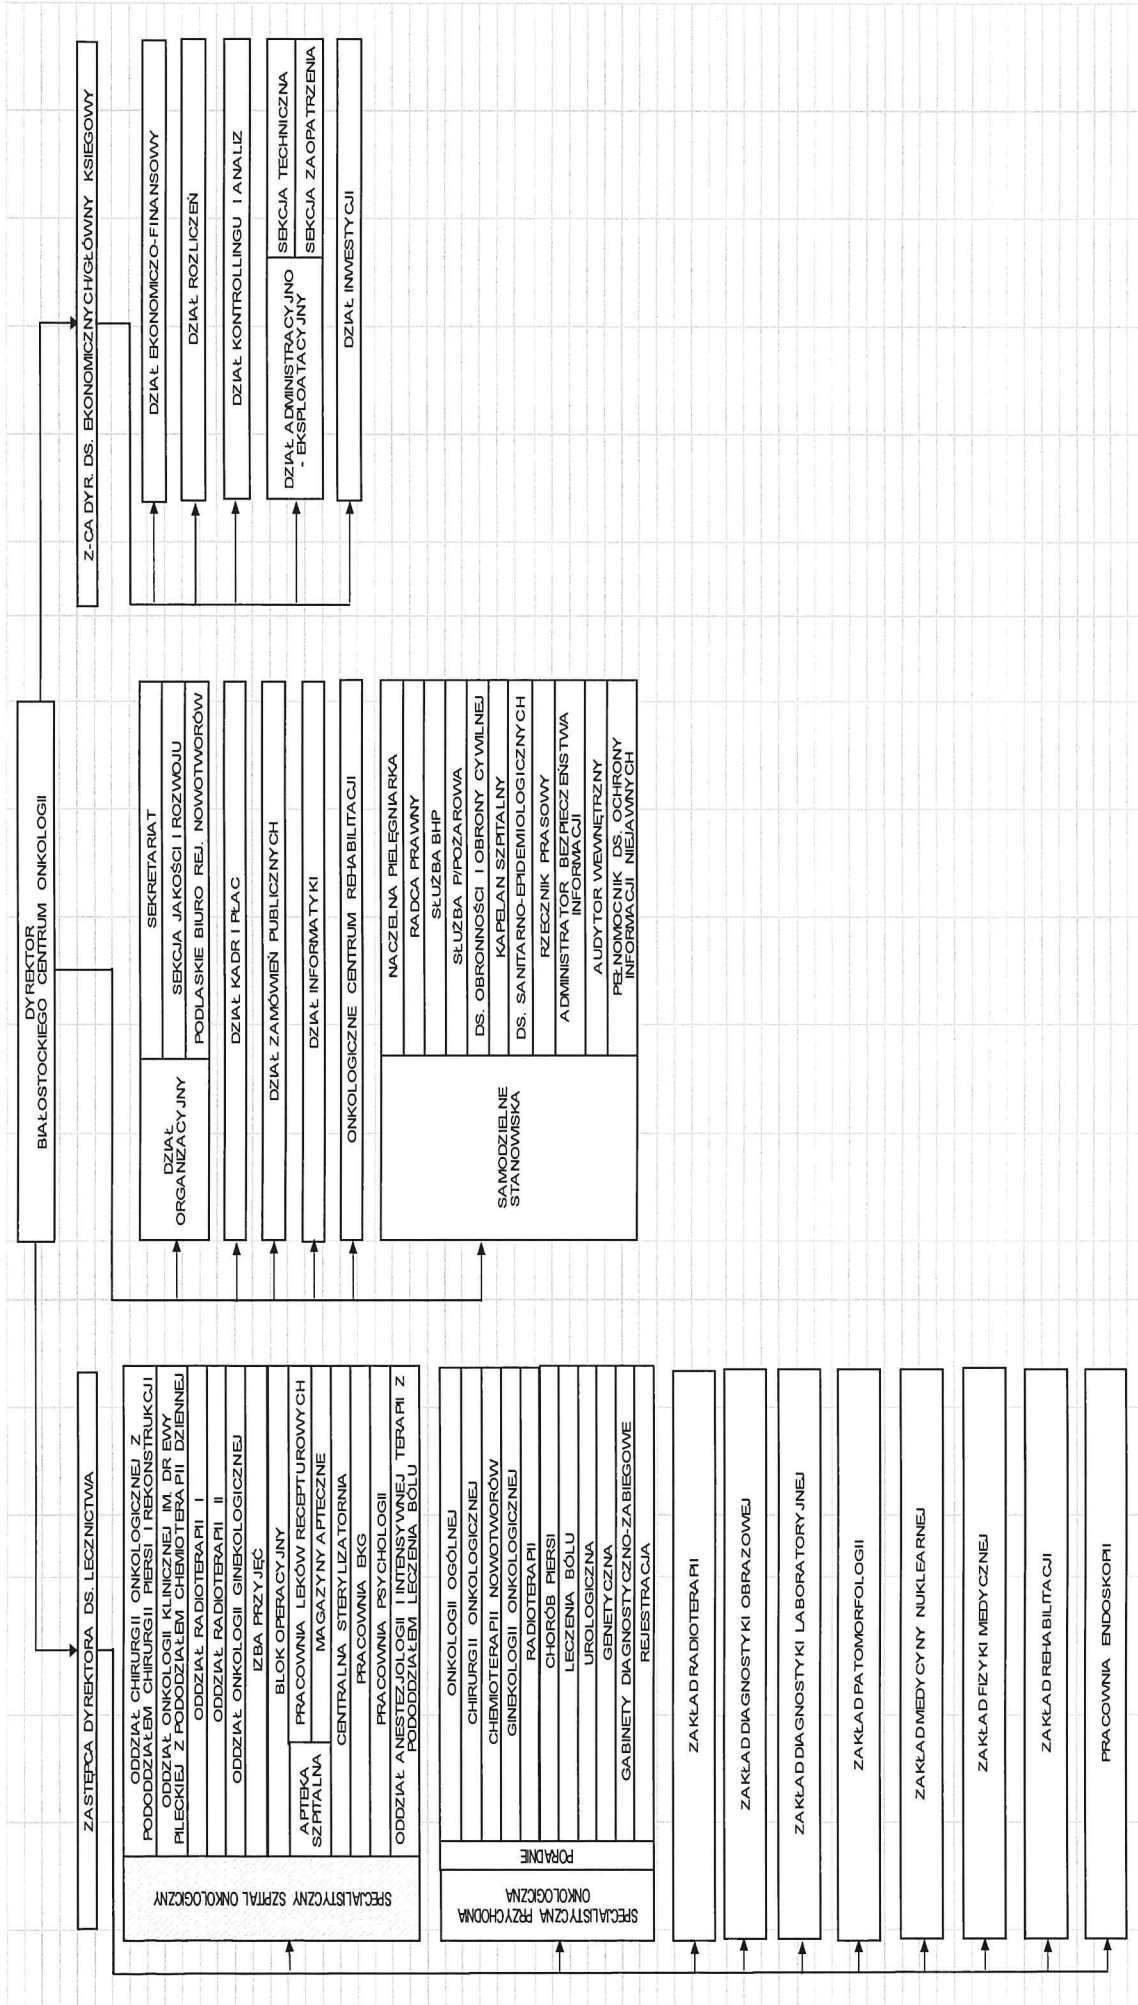 DYREKTOR
BIAŁOSTOCKIEGO CENTRUM ONKOLOGII
ZASTĘPCA DYREKTORA DS. LECZNICTWA
SPECJALISTYCZNY SZPITAL ONKOLOGICZNY
ODDZIAŁ CHIRURGII ONKOLOGICZNEJ Z
PODODDZIAŁEM CHIRURGII PIERSI I REKONSTRUKCJI
ODDZIAŁ ONKOLOGII KLINICZNEJ IM. DR EWY
PILECKIEJ Z PODODDZIAŁEM CHEMIOTERAPII DZIENNEJ
ODDZIAŁ RADIOTERAPII I
ODDZIAŁ RADIOTERAPII II
ODDZIAŁ ONKOLOGII GINEKOLOGICZNEJ
IZBA PRZYJĘĆ
BLOK OPERACYJNY
APTEKA
SZPITALNA
PRACOWNIA LEKÓW RECEPTUROWYCH
MAGAZYNY APTECZNE
CENTRALNA STERYLIZATORNIA
PRACOWNIA EKG
PRACOWNIA PSYCHOLOGII
ODDZIAŁ ANESTEZJOLOGII I INTENSYWNEJ TERAPII Z
PODODDZIAŁEM LECZENIA BÓLU
SPECJALISTYCZNA PRZYCHODNIA
ONKOLOGICZNA
PORADNIE
ONKOLOGII OGÓLNEJ
CHIRURGII ONKOLOGICZNEJ
CHEMIOTERAPII NOWOTWORÓW
GINEKOLOGII ONKOLOGICZNEJ
RADIOTERAPII
CHORÓB PIERSI
LECZENIA BÓLU
UROLOGICZNA
GENETYCZNA
GABINETY DIAGNOSTYCZNO-ZABIEGOWE
REJESTRACJA
ZAKŁAD RADIOTERAPII
ZAKŁAD DIAGNOSTYKI OBRAZOWEJ
ZAKŁAD DIAGNOSTYKI LABORATORYJNEJ
ZAKŁAD PATOMORFOLOGII
ZAKŁAD MEDYCYNY NUKLEARNEJ
ZAKŁAD FIZYKI MEDYCZNEJ
ZAKŁAD REHABILITACJI
PRACOWNIA ENDOSKOPII
DZIAŁ
ORGANIZACYJNY
SEKRETARIAT
SEKCJA JAKOŚCI I ROZWOJU
PODLASKIE BIURO REJ. NOWOTWORÓW
DZIAŁ KADR I PŁAC
DZIAŁ ZAMÓWIEŃ PUBLICZNYCH
DZIAŁ INFORMATYKI
ONKOLOGICZNE CENTRUM REHABILITACJI
SAMODZIELNE
STANOWISKA
NACZELNA PIELĘGNIARKA
RADCA PRAWNY
SŁUŻBA BHP
SŁUŻBA P/POŻAROWA
DS. OBRONNOŚCI I OBRONY CYWILNEJ
KAPELAN SZPITALNY
DS. SANITARNO-EPIDEMIOLOGICZNYCH
RZECZNIK PRASOWY
ADMINISTRATOR BEZPIECZEŃSTWA
INFORMACJI
AUDYTOR WEWNĘTRZNY
PEŁNOMOCNIK DS. OCHRONY
INFORMACJI NIEJAWNYCH
Z-CA DYR. DS. EKONOMICZNYCH/GŁÓWNY KSIEGOWY
DZIAŁ EKONOMICZO-FINANSOWY
DZIAŁ ROZLICZEŃ
DZIAŁ KONTROLLINGU I ANALIZ
DZIAŁ ADMINISTRACYJNO
- EKSPLOATACYJNY
SEKCJA TECHNICZNA
SEKCJA ZAOPATRZENIA
DZIAŁ INWESTYCJI